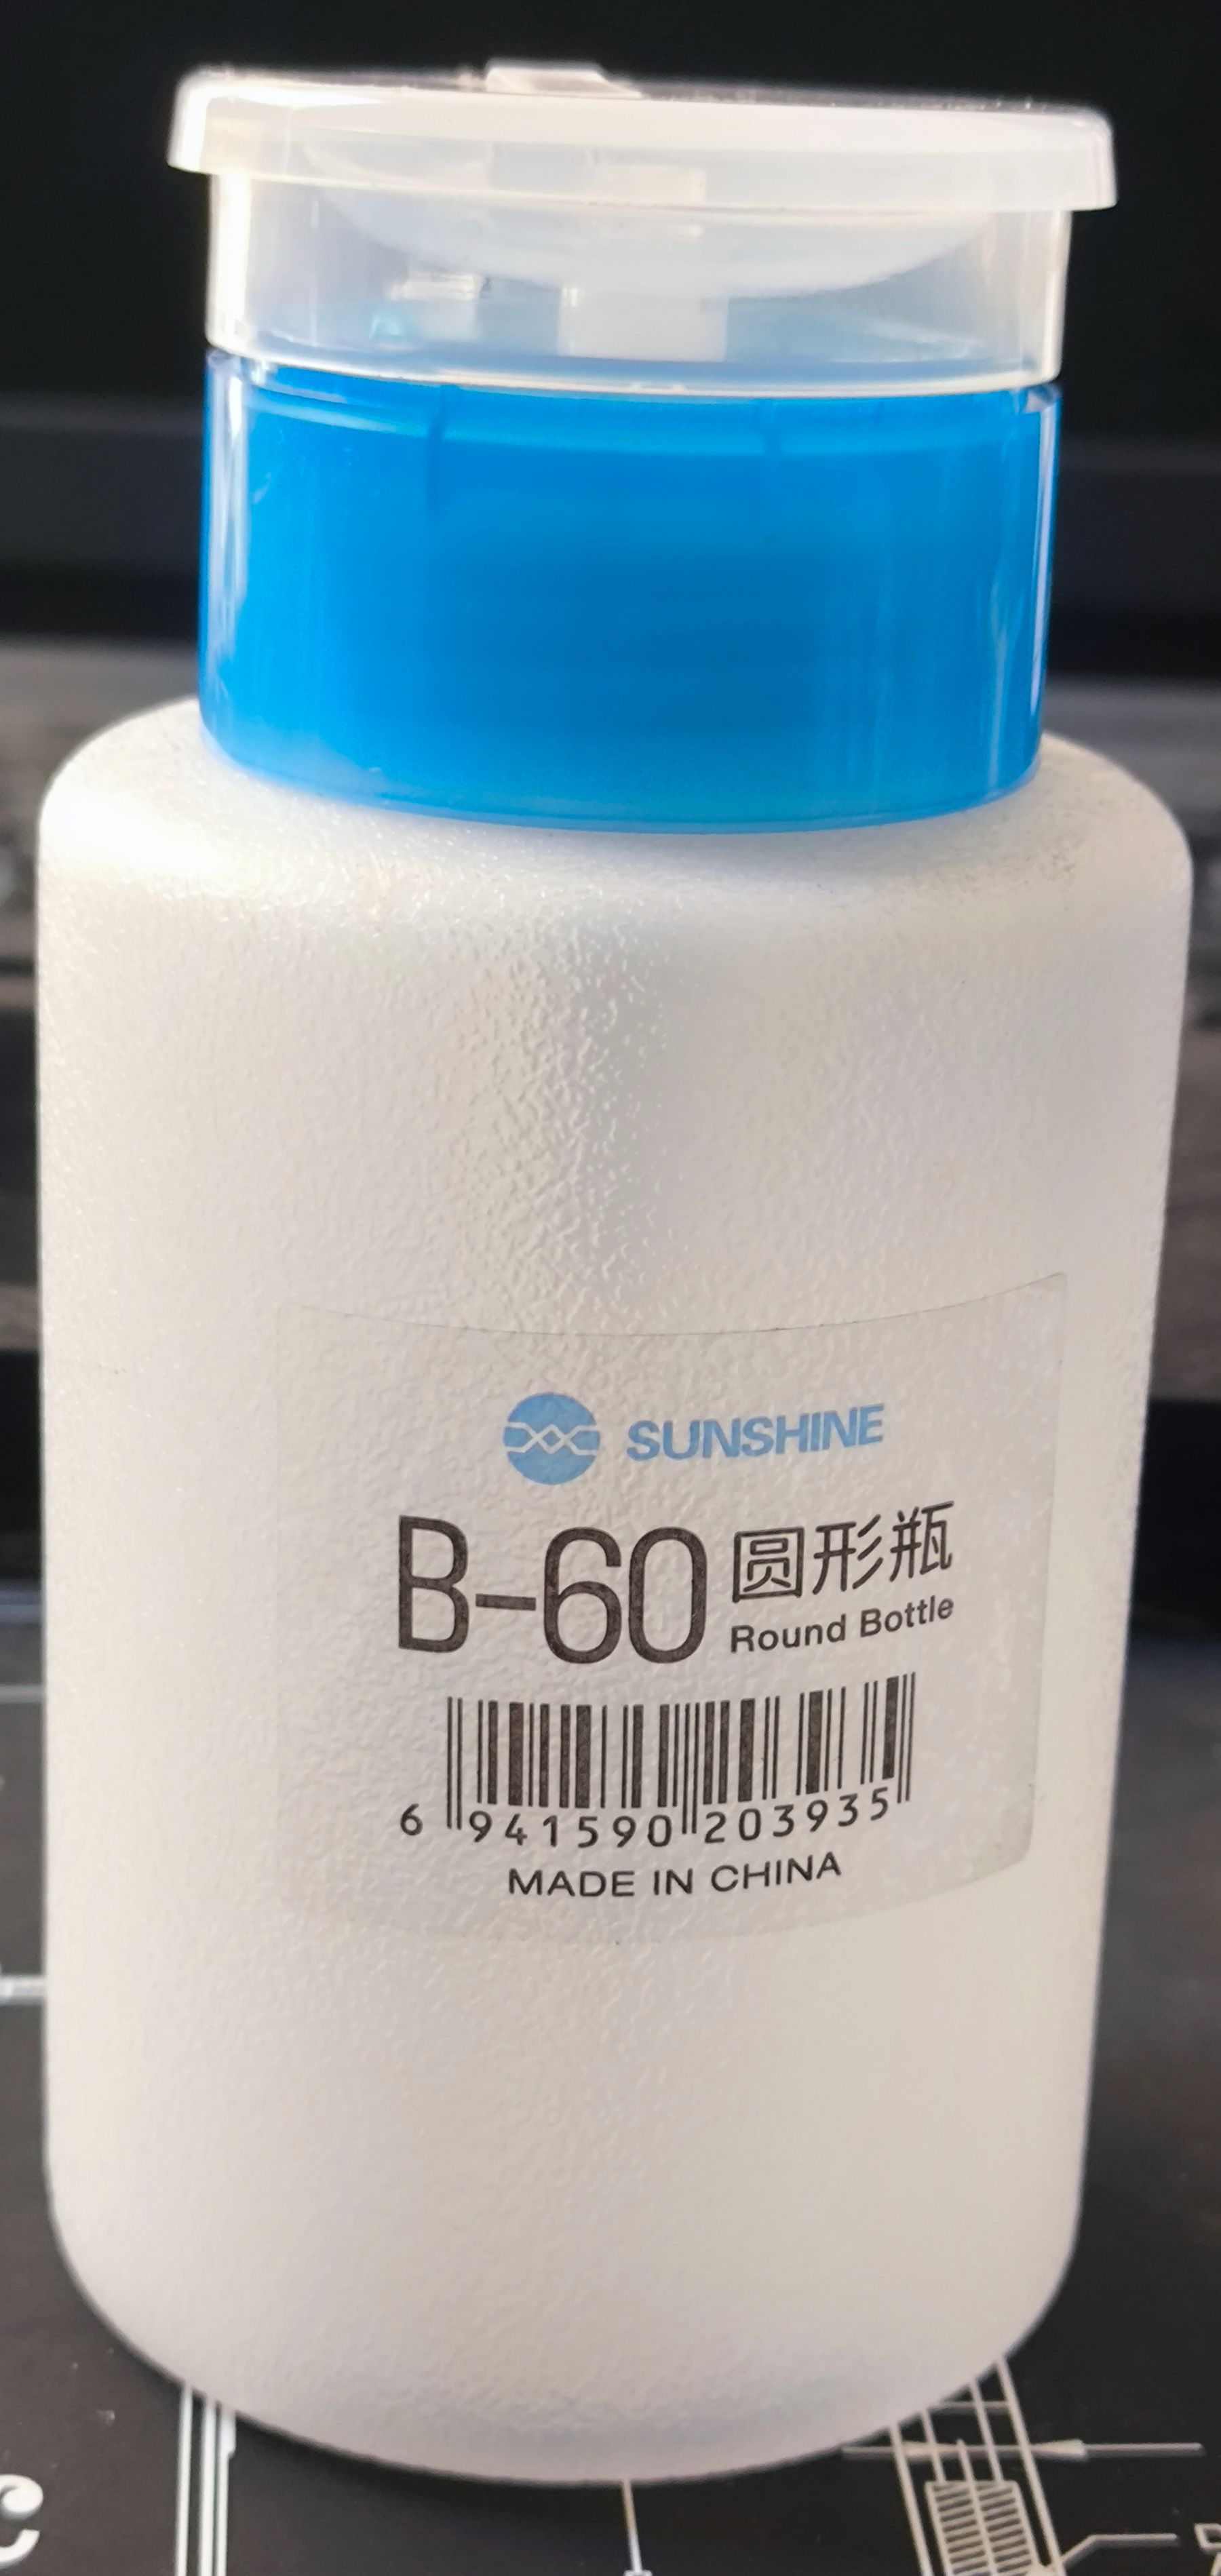 SUNSHINE
B-60 圆形瓶
Round Bottle
6 941590 203935
MADE IN CHINA